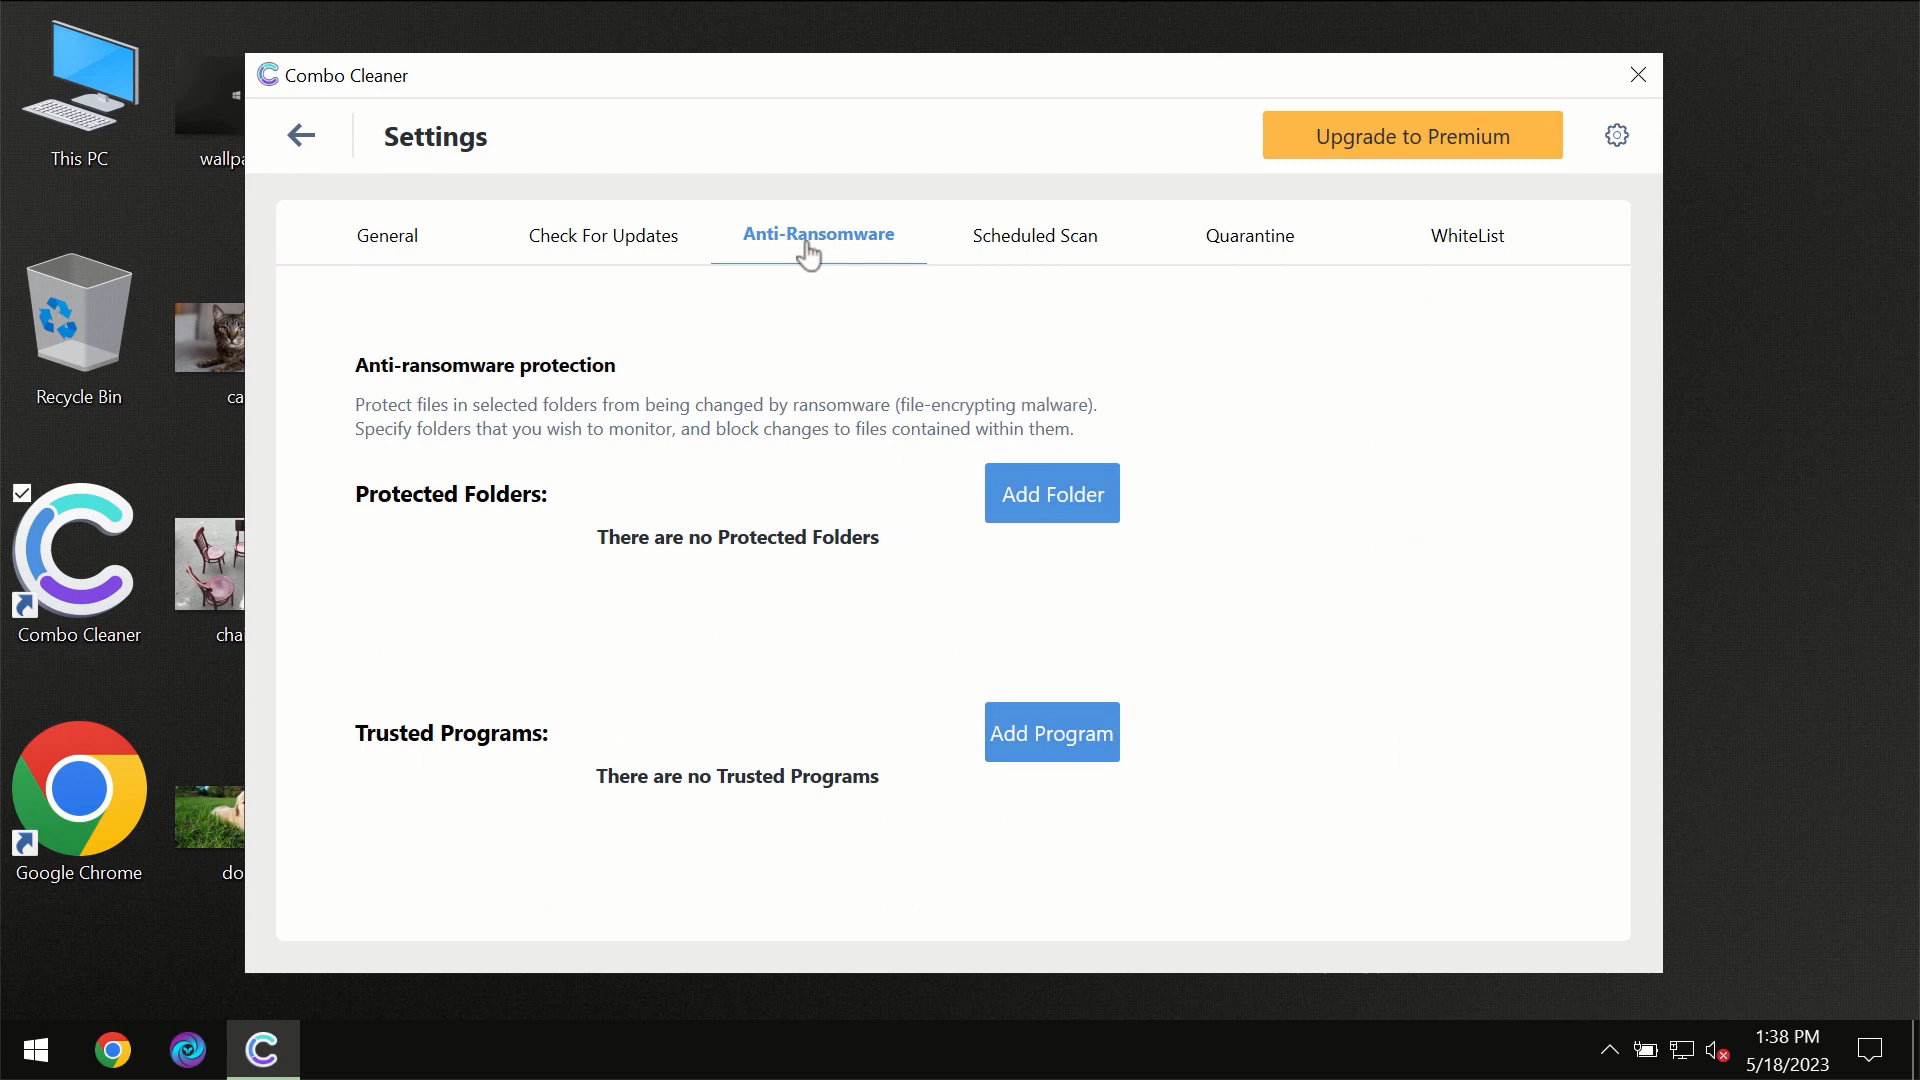 Combo Cleaner
Settings
Upgrade to Premium
General
Check For Updates
Anti-Ransomware
Scheduled Scan
Quarantine
WhiteList
Anti-ransomware protection
Protect files in selected folders from being changed by ransomware (file-encrypting malware).
Specify folders that you wish to monitor, and block changes to files contained within them.
Protected Folders:
Add Folder
There are no Protected Folders
Trusted Programs:
Add Program
There are no Trusted Programs
This PC
wallpa
Recycle Bin
ca
Combo Cleaner
chai
Google Chrome
do
1:38 PM
5/18/2023